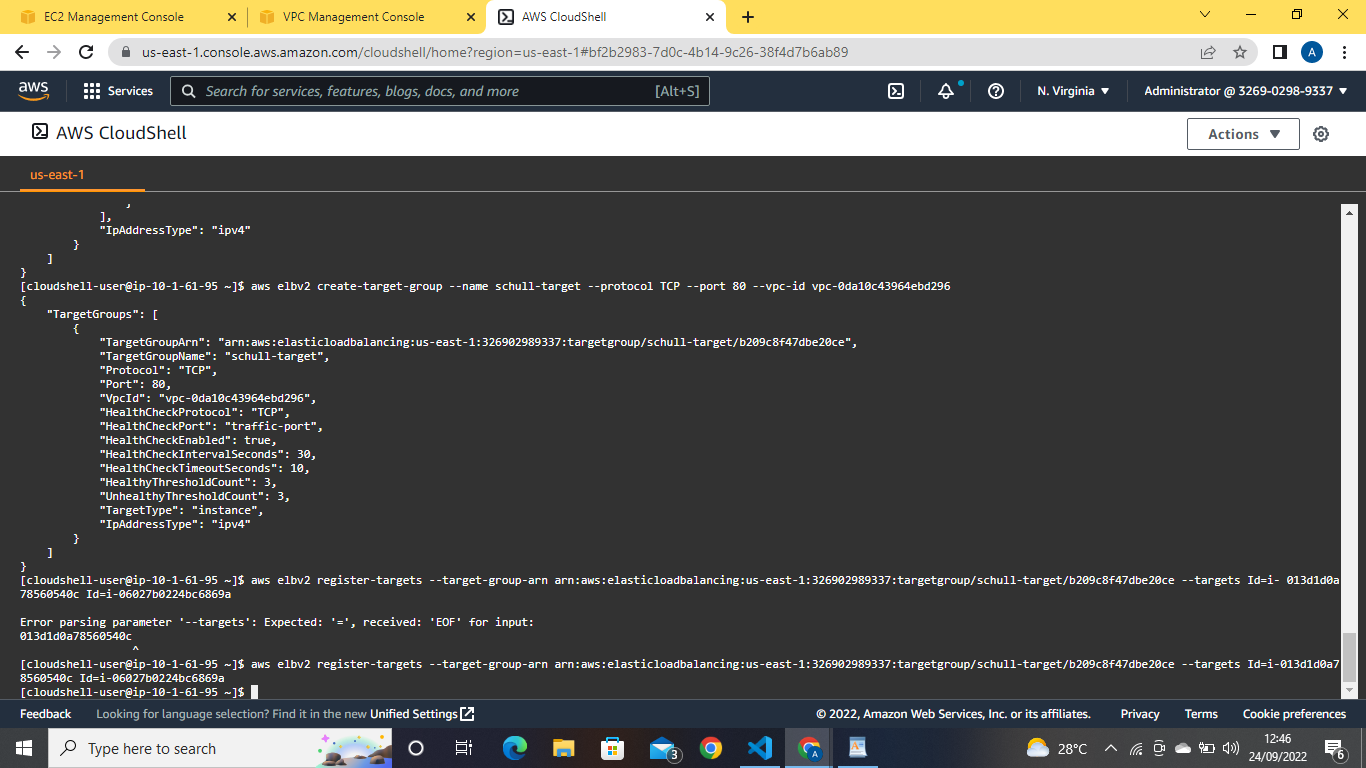 EC2 Management Console
VPC Management Console
AWS CloudShell
us-east-1.console.aws.amazon.com/cloudshell/home?region=us-east-1#bf2b2983-7d0c-4b14-9c26-38f4d7b6ab89
A
aws
Services
Search for services, features, blogs, docs, and more
[Alt+S]
N. Virginia
Administrator @ 3269-0298-9337
AWS CloudShell
Actions
us-east-1
],
"IpAddressType": "ipv4"
}
]
}
[cloudshell-user@ip-10-1-61-95 ~]$ aws elbv2 create-target-group --name schull-target --protocol TCP --port 80 --vpc-id vpc-0da10c43964ebd296
{
"TargetGroups": [
{
"TargetGroupArn": "arn:aws:elasticloadbalancing:us-east-1:326902989337:targetgroup/schull-target/b209c8f47dbe20ce",
"TargetGroupName": "schull-target",
"Protocol": "TCP",
"Port": 80,
"VpcId": "vpc-0da10c43964ebd296",
"HealthCheckProtocol": "TCP",
"HealthCheckPort": "traffic-port",
"HealthCheckEnabled": true,
"HealthCheckIntervalSeconds": 30,
"HealthCheckTimeoutSeconds": 10,
"HealthyThresholdCount": 3,
"UnhealthyThresholdCount": 3,
"TargetType": "instance",
"IpAddressType": "ipv4"
}
]
}
[cloudshell-user@ip-10-1-61-95 ~]$ aws elbv2 register-targets --target-group-arn arn:aws:elasticloadbalancing:us-east-1:326902989337:targetgroup/schull-target/b209c8f47dbe20ce --targets Id=i- 013d1d0a
78560540c Id=i-06027b0224bc6869a
Error parsing parameter '--targets': Expected: '=', received: 'EOF' for input:
013d1d0a78560540c
^
[cloudshell-user@ip-10-1-61-95 ~]$ aws elbv2 register-targets --target-group-arn arn:aws:elasticloadbalancing:us-east-1:326902989337:targetgroup/schull-target/b209c8f47dbe20ce --targets Id=i-013d1d0a7
8560540c Id=i-06027b0224bc6869a
[cloudshell-user@ip-10-1-61-95 ~]$
Feedback
Looking for language selection? Find it in the new Unified Settings
© 2022, Amazon Web Services, Inc. or its affiliates.
Privacy
Terms
Cookie preferences
Type here to search
3
A
28°C
12:46
24/09/2022
6